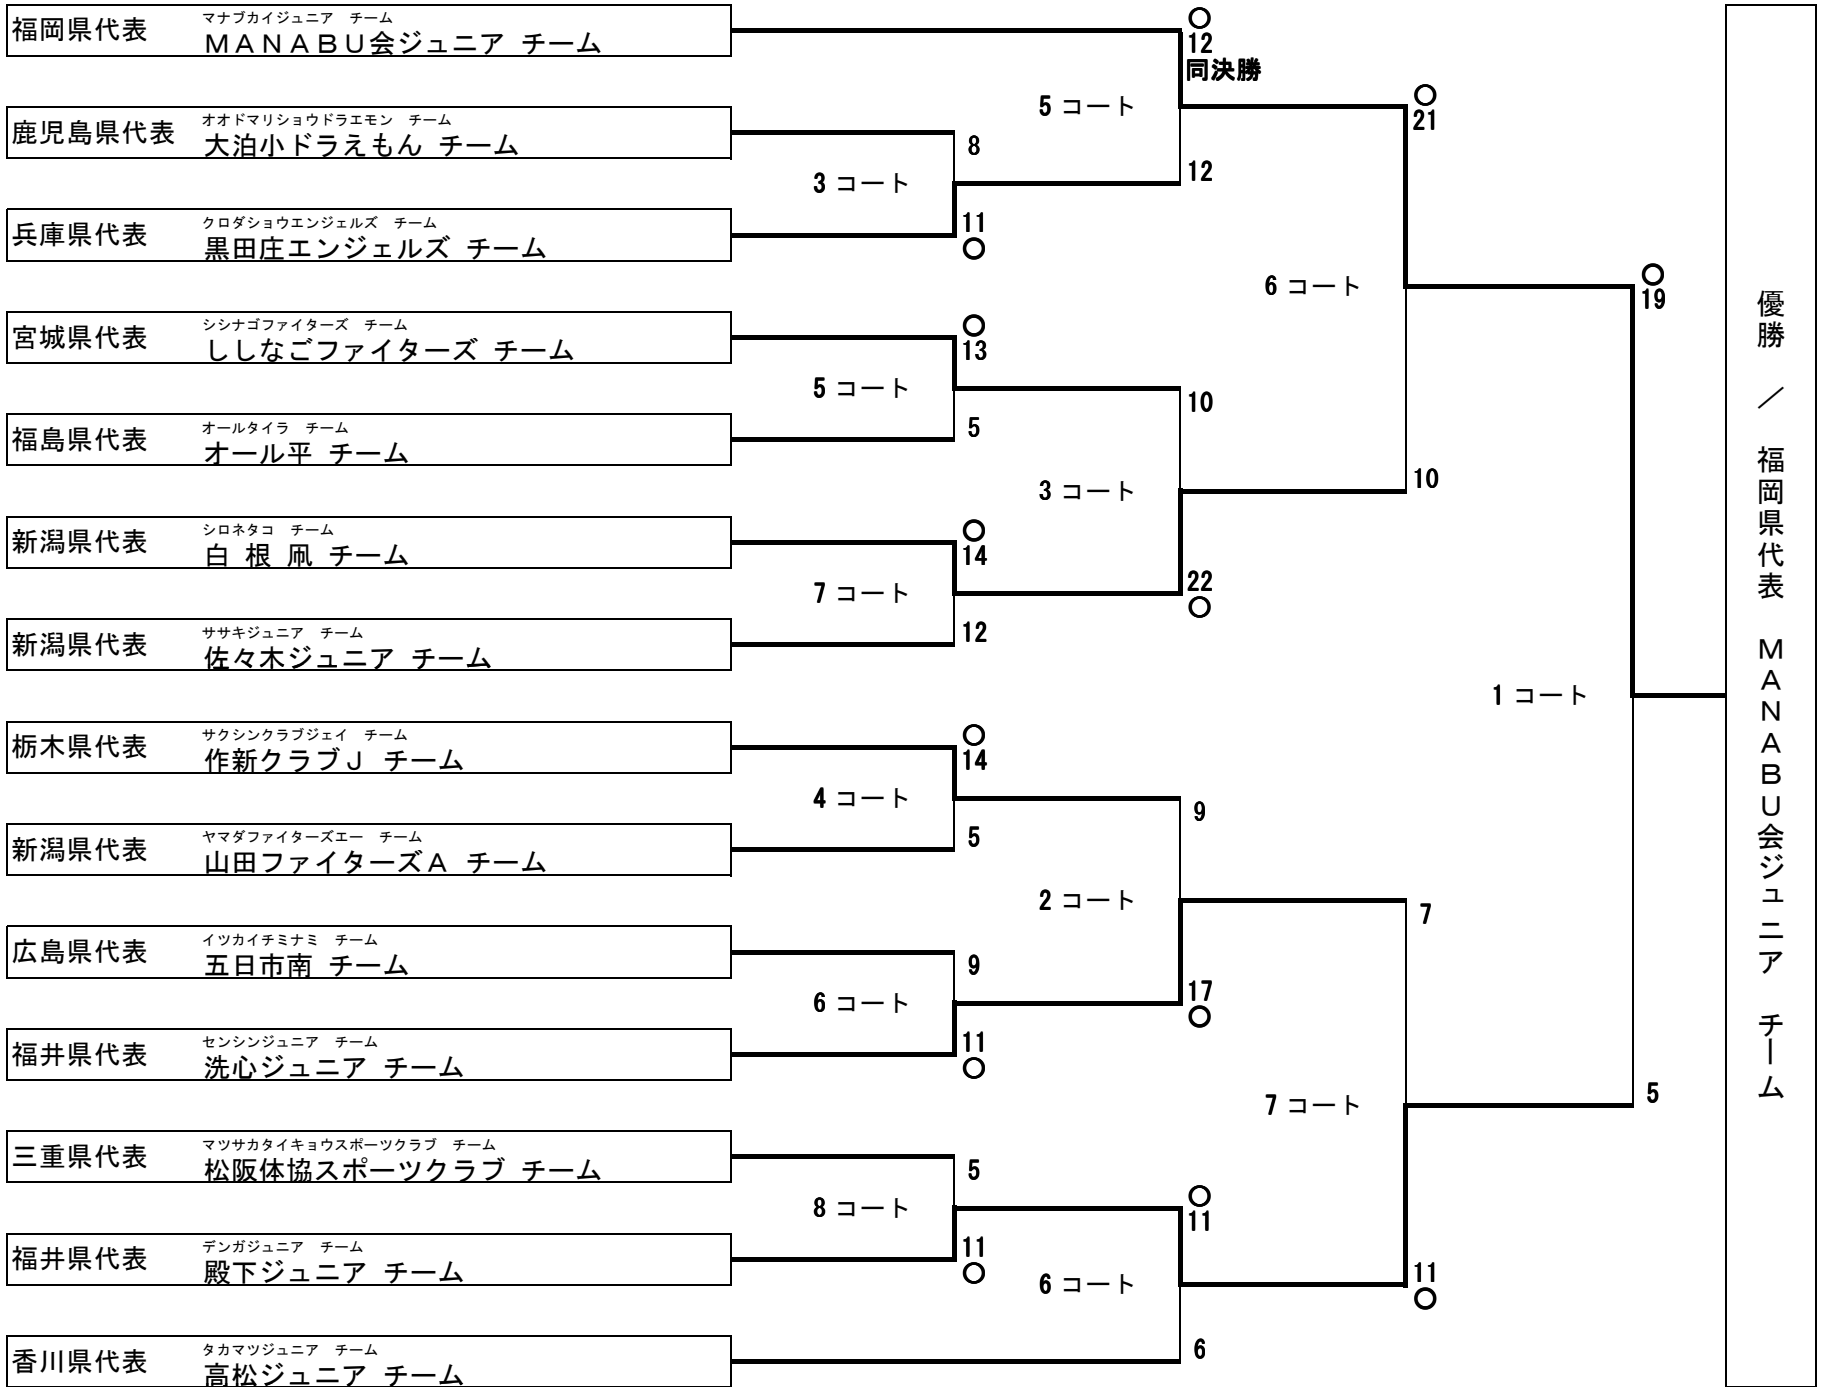 福岡県代表
マナブカイジュニア　チーム
ＭＡＮＡＢＵ会ジュニア チーム
鹿児島県代表
オオドマリショウドラエモン　チーム
大泊小ドラえもん チーム
兵庫県代表
クロダショウエンジェルズ　チーム
黒田庄エンジェルズ チーム
宮城県代表
シシナゴファイターズ　チーム
ししなごファイターズ チーム
福島県代表
オールタイラ　チーム
オール平 チーム
新潟県代表
シロネタコ　チーム
白 根 凧 チーム
新潟県代表
ササキジュニア　チーム
佐々木ジュニア チーム
栃木県代表
サクシンクラブジェイ　チーム
作新クラブＪ チーム
新潟県代表
ヤマダファイターズエー　チーム
山田ファイターズＡ チーム
広島県代表
イツカイチミナミ　チーム
五日市南 チーム
福井県代表
センシンジュニア　チーム
洗心ジュニア チーム
三重県代表
マツサカタイキョウスポーツクラブ　チーム
松阪体協スポーツクラブ チーム
福井県代表
デンガジュニア　チーム
殿下ジュニア チーム
香川県代表
タカマツジュニア　チーム
高松ジュニア チーム
8
3 コート
11
○
○
13
5 コート
5
○
14
7 コート
12
○
14
4 コート
5
9
6 コート
11
○
5
8 コート
11
○
○
12
同決勝
5 コート
12
10
3 コート
22
○
9
2 コート
17
○
○
11
6 コート
6
○
21
6 コート
10
7
7 コート
11
○
○
19
1 コート
5
優勝 ／ 福岡県代表 ＭＡＮＡＢＵ会ジュニア チーム